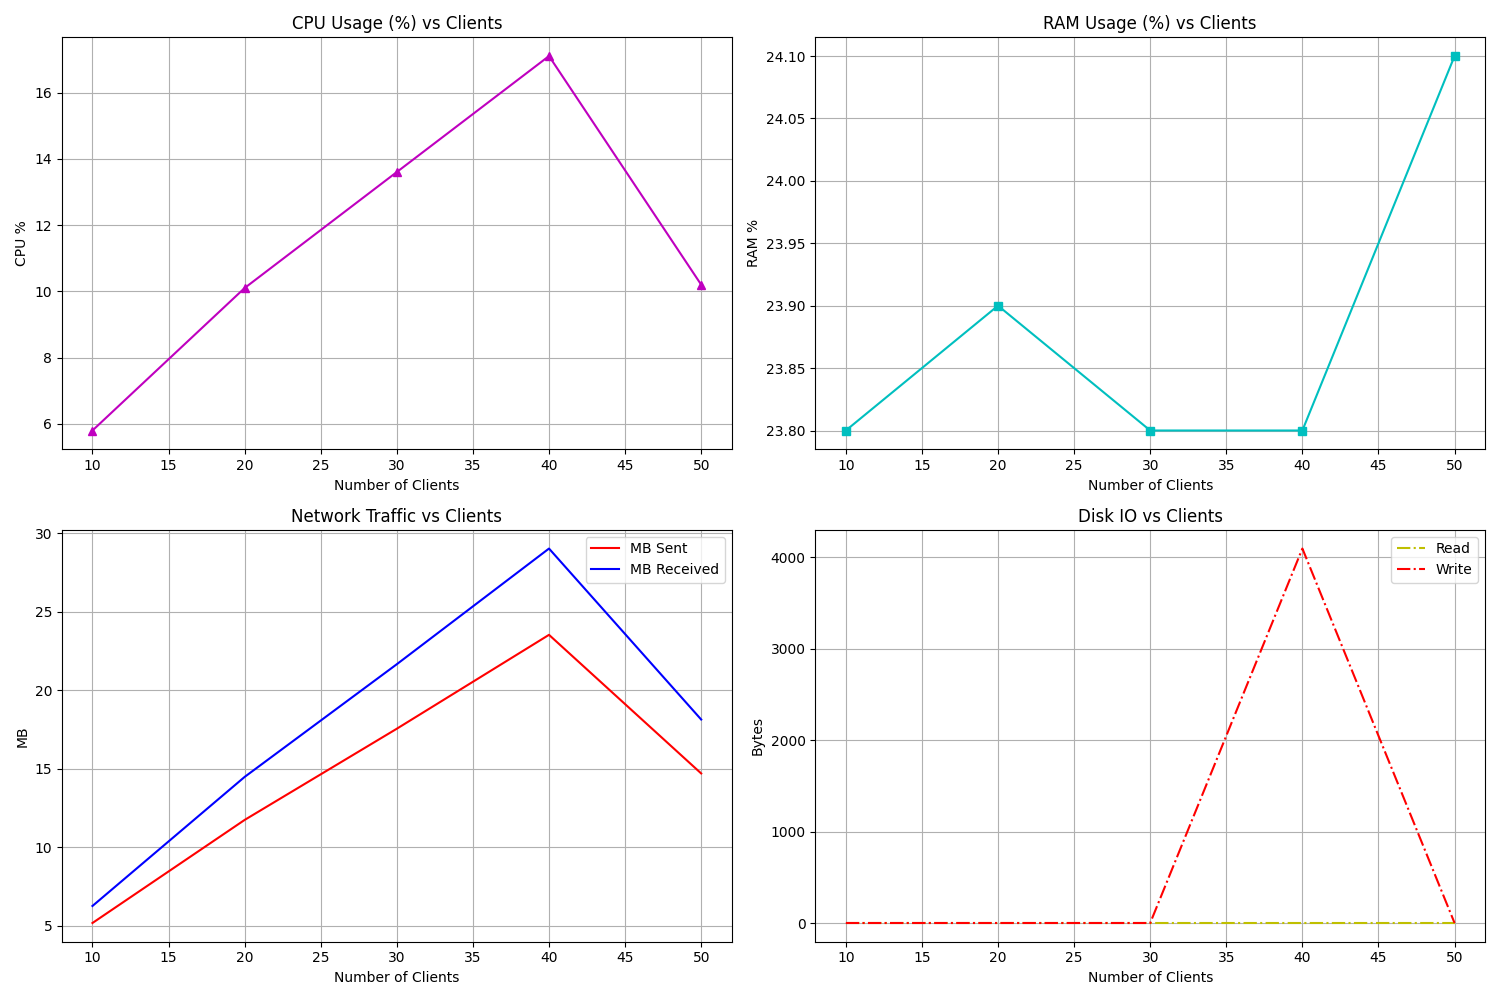 CPU Usage (%) vs Clients
CPU %
16
14
12
10
8
6
10 15 20 25 30 35 40 45 50
Number of Clients
RAM Usage (%) vs Clients
RAM %
24.10
24.05
24.00
23.95
23.90
23.85
23.80
10 15 20 25 30 35 40 45 50
Number of Clients
Network Traffic vs Clients
MB Sent
MB Received
MB
30
25
20
15
10
5
10 15 20 25 30 35 40 45 50
Number of Clients
Disk IO vs Clients
Read
Write
Bytes
4000
3000
2000
1000
0
10 15 20 25 30 35 40 45 50
Number of Clients